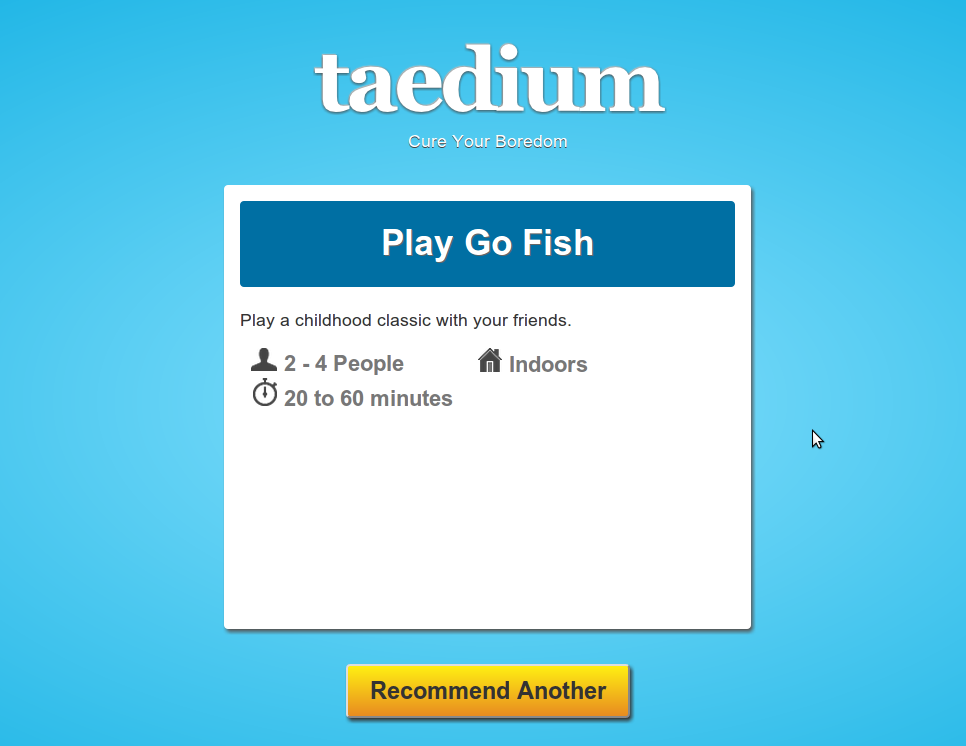 taedium
Cure Your Boredom
Play Go Fish
Play a childhood classic with your friends.
2 - 4 People
Indoors
20 to 60 minutes
Recommend Another